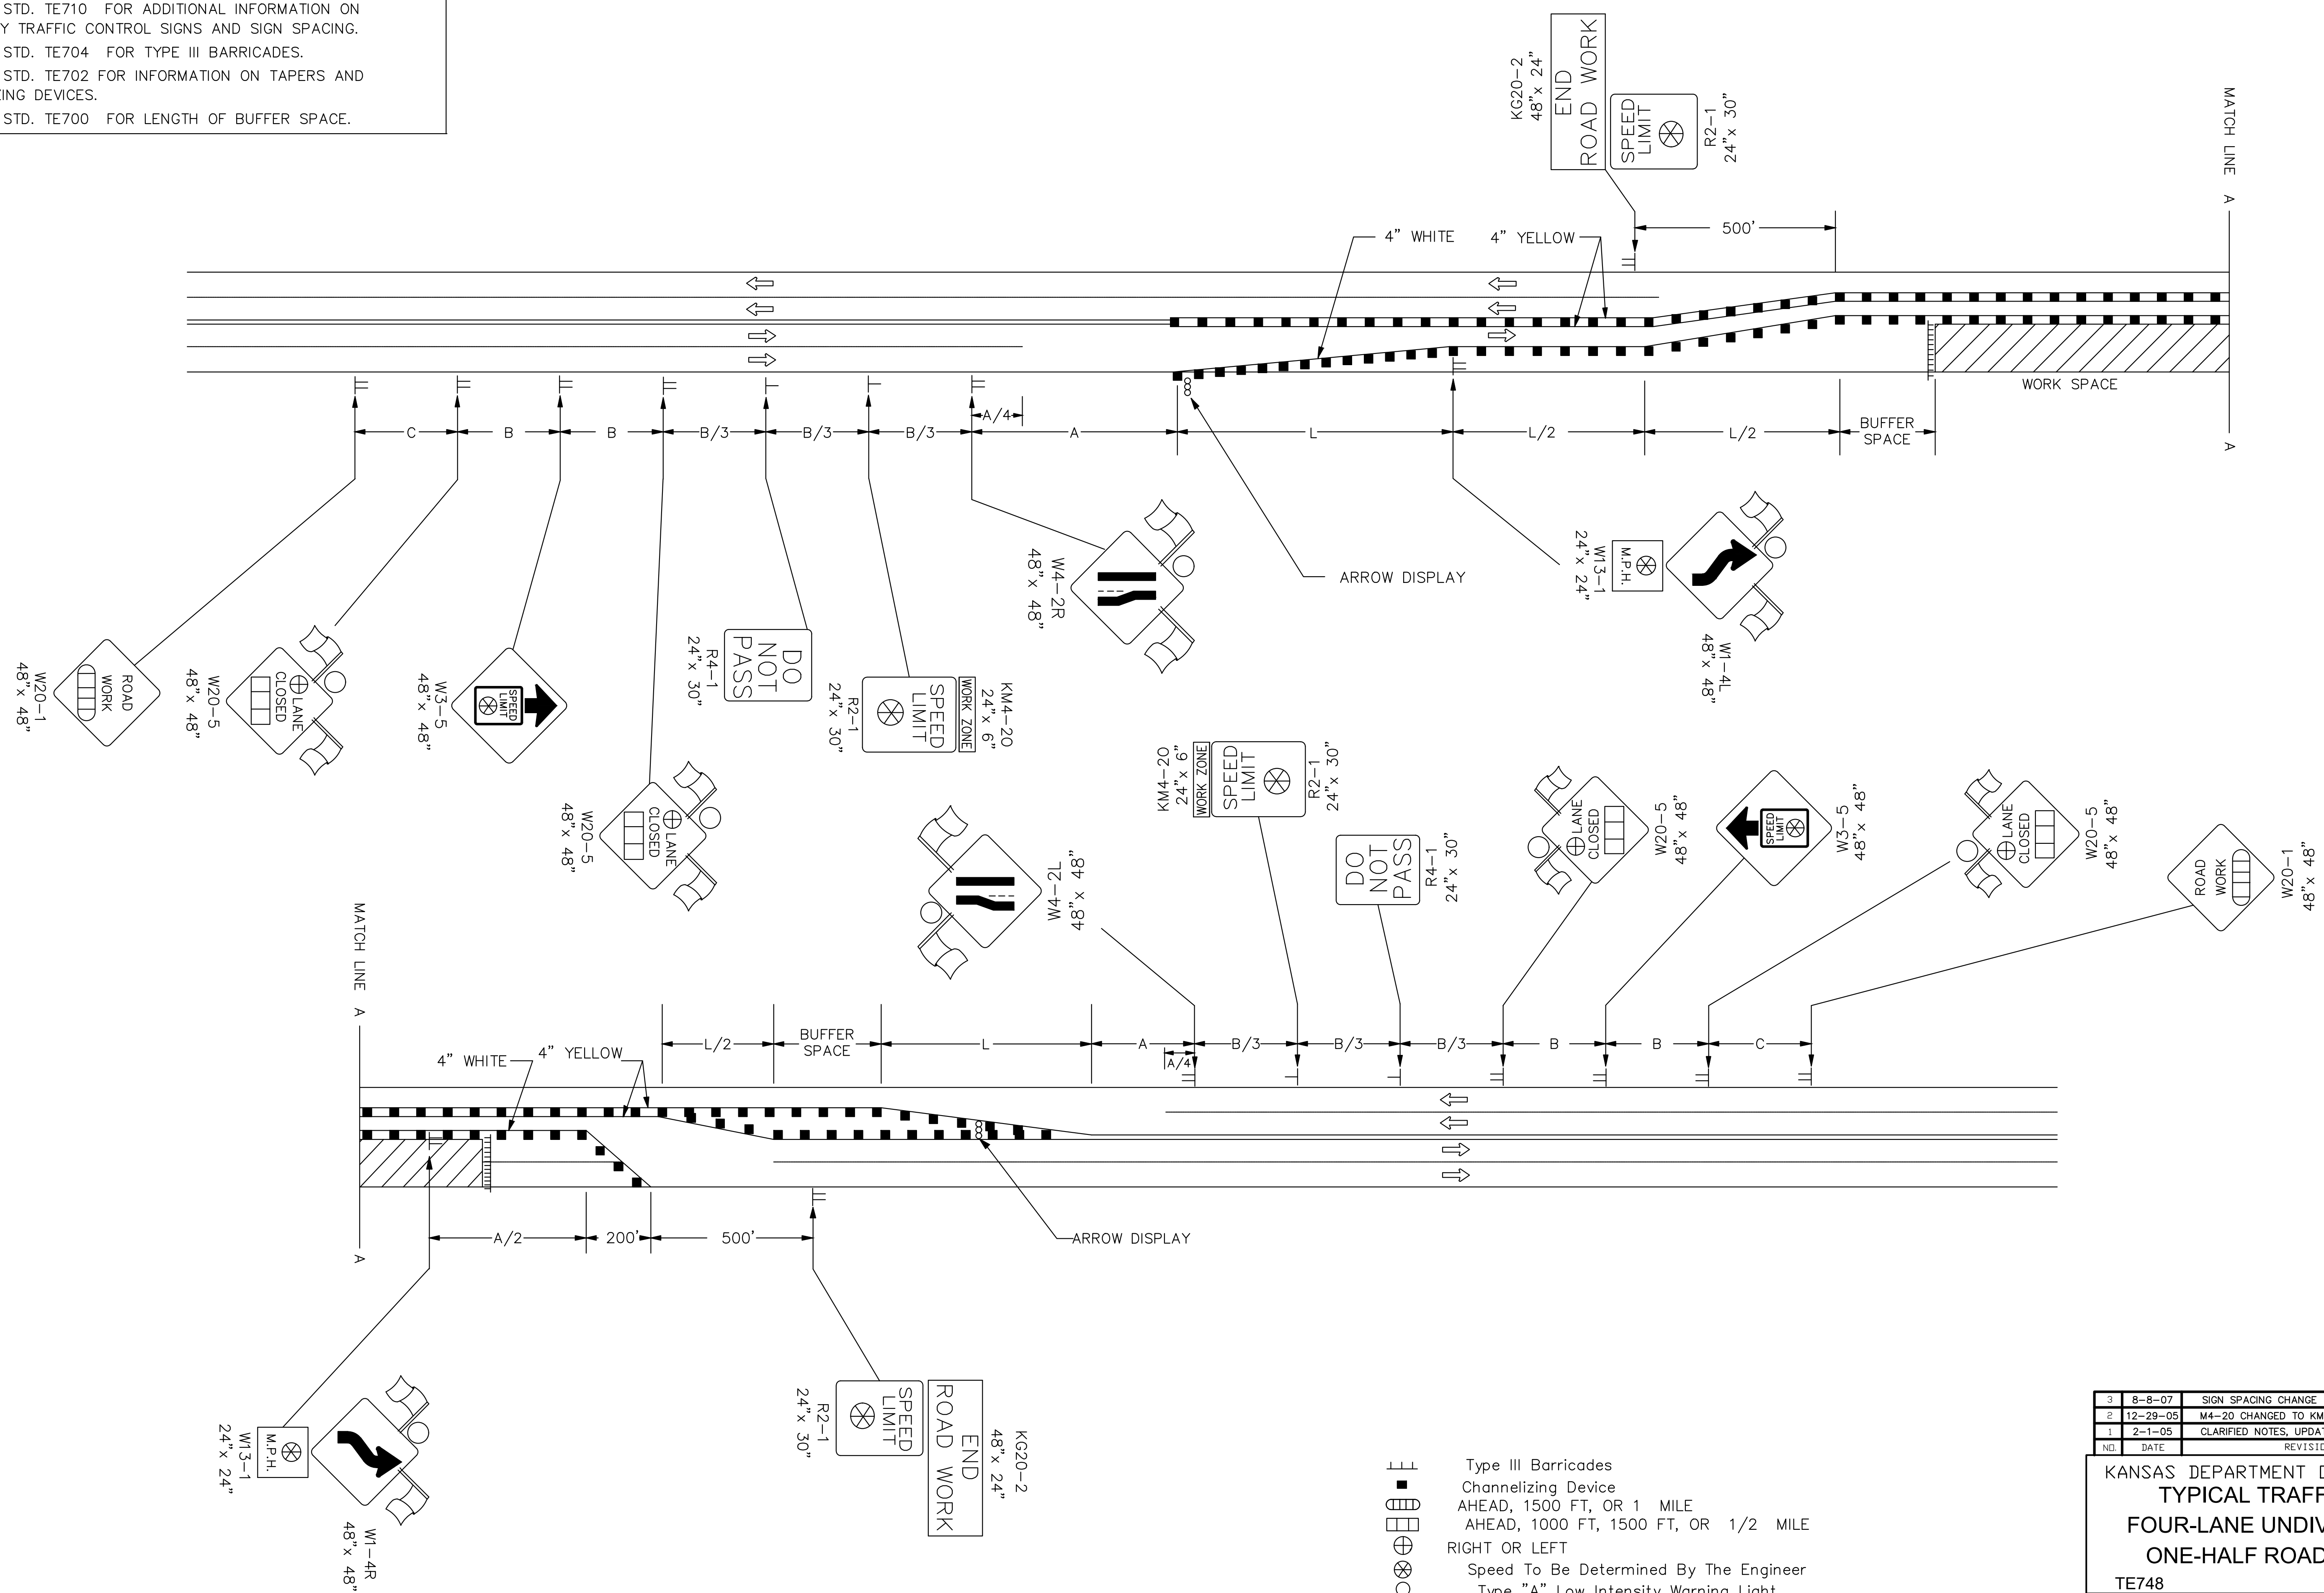 STD. TE710 FOR ADDITIONAL INFORMATION ON
Y TRAFFIC CONTROL SIGNS AND SIGN SPACING.
STD. TE704 FOR TYPE III BARRICADES.
STD. TE702 FOR INFORMATION ON TAPERS AND
ING DEVICES.
STD. TE700 FOR LENGTH OF BUFFER SPACE.
KG20-2
48"x 24"
END
ROAD WORK
SPEED
LIMIT
R2-1
24"x 30"
MATCH LINE A
4" WHITE
4" YELLOW
500'
WORK SPACE
A
C
B
B
B/3
B/3
B/3
A/4
A
L
L/2
L/2
BUFFER
SPACE
ARROW DISPLAY
ROAD
WORK
W20-1
48"x 48"
LANE
CLOSED
W20-5
48"x 48"
SPEED
LIMIT
W3-5
48"x 48"
LANE
CLOSED
W20-5
48"x 48"
DO
NOT
PASS
R4-1
24"x 30"
KM4-20
24"x 6"
WORK ZONE
SPEED
LIMIT
R2-1
24"x 30"
W4-2R
48"x 48"
M.P.H.
W13-1
24"x 24"
W1-4L
48"x 48"
W4-2L
48"x 48"
KM4-20
24"x 6"
WORK ZONE
SPEED
LIMIT
R2-1
24"x 30"
DO
NOT
PASS
R4-1
24"x 30"
LANE
CLOSED
W20-5
48"x 48"
SPEED
LIMIT
W3-5
48"x 48"
LANE
CLOSED
W20-5
48"x 48"
ROAD
WORK
W20-1
48"x 48"
MATCH LINE A
4" WHITE
4" YELLOW
L/2
BUFFER
SPACE
L
A
A/4
B/3
B/3
B/3
B
B
C
A
A/2
200'
500'
ARROW DISPLAY
M.P.H.
W13-1
24"x 24"
W1-4R
48"x 48"
SPEED
LIMIT
R2-1
24"x 30"
KG20-2
48"x 24"
END
ROAD WORK
Type III Barricades
Channelizing Device
AHEAD, 1500 FT, OR 1 MILE
AHEAD, 1000 FT, 1500 FT, OR 1/2 MILE
RIGHT OR LEFT
Speed To Be Determined By The Engineer
Type "A" Low Intensity Warning Light
3 8-8-07 SIGN SPACING CHANGE
2 12-29-05 M4-20 CHANGED TO KM
1 2-1-05 CLARIFIED NOTES, UPDA
NO. DATE REVISI
KANSAS DEPARTMENT
TYPICAL TRAFF
FOUR-LANE UNDIV
ONE-HALF ROAD
TE748